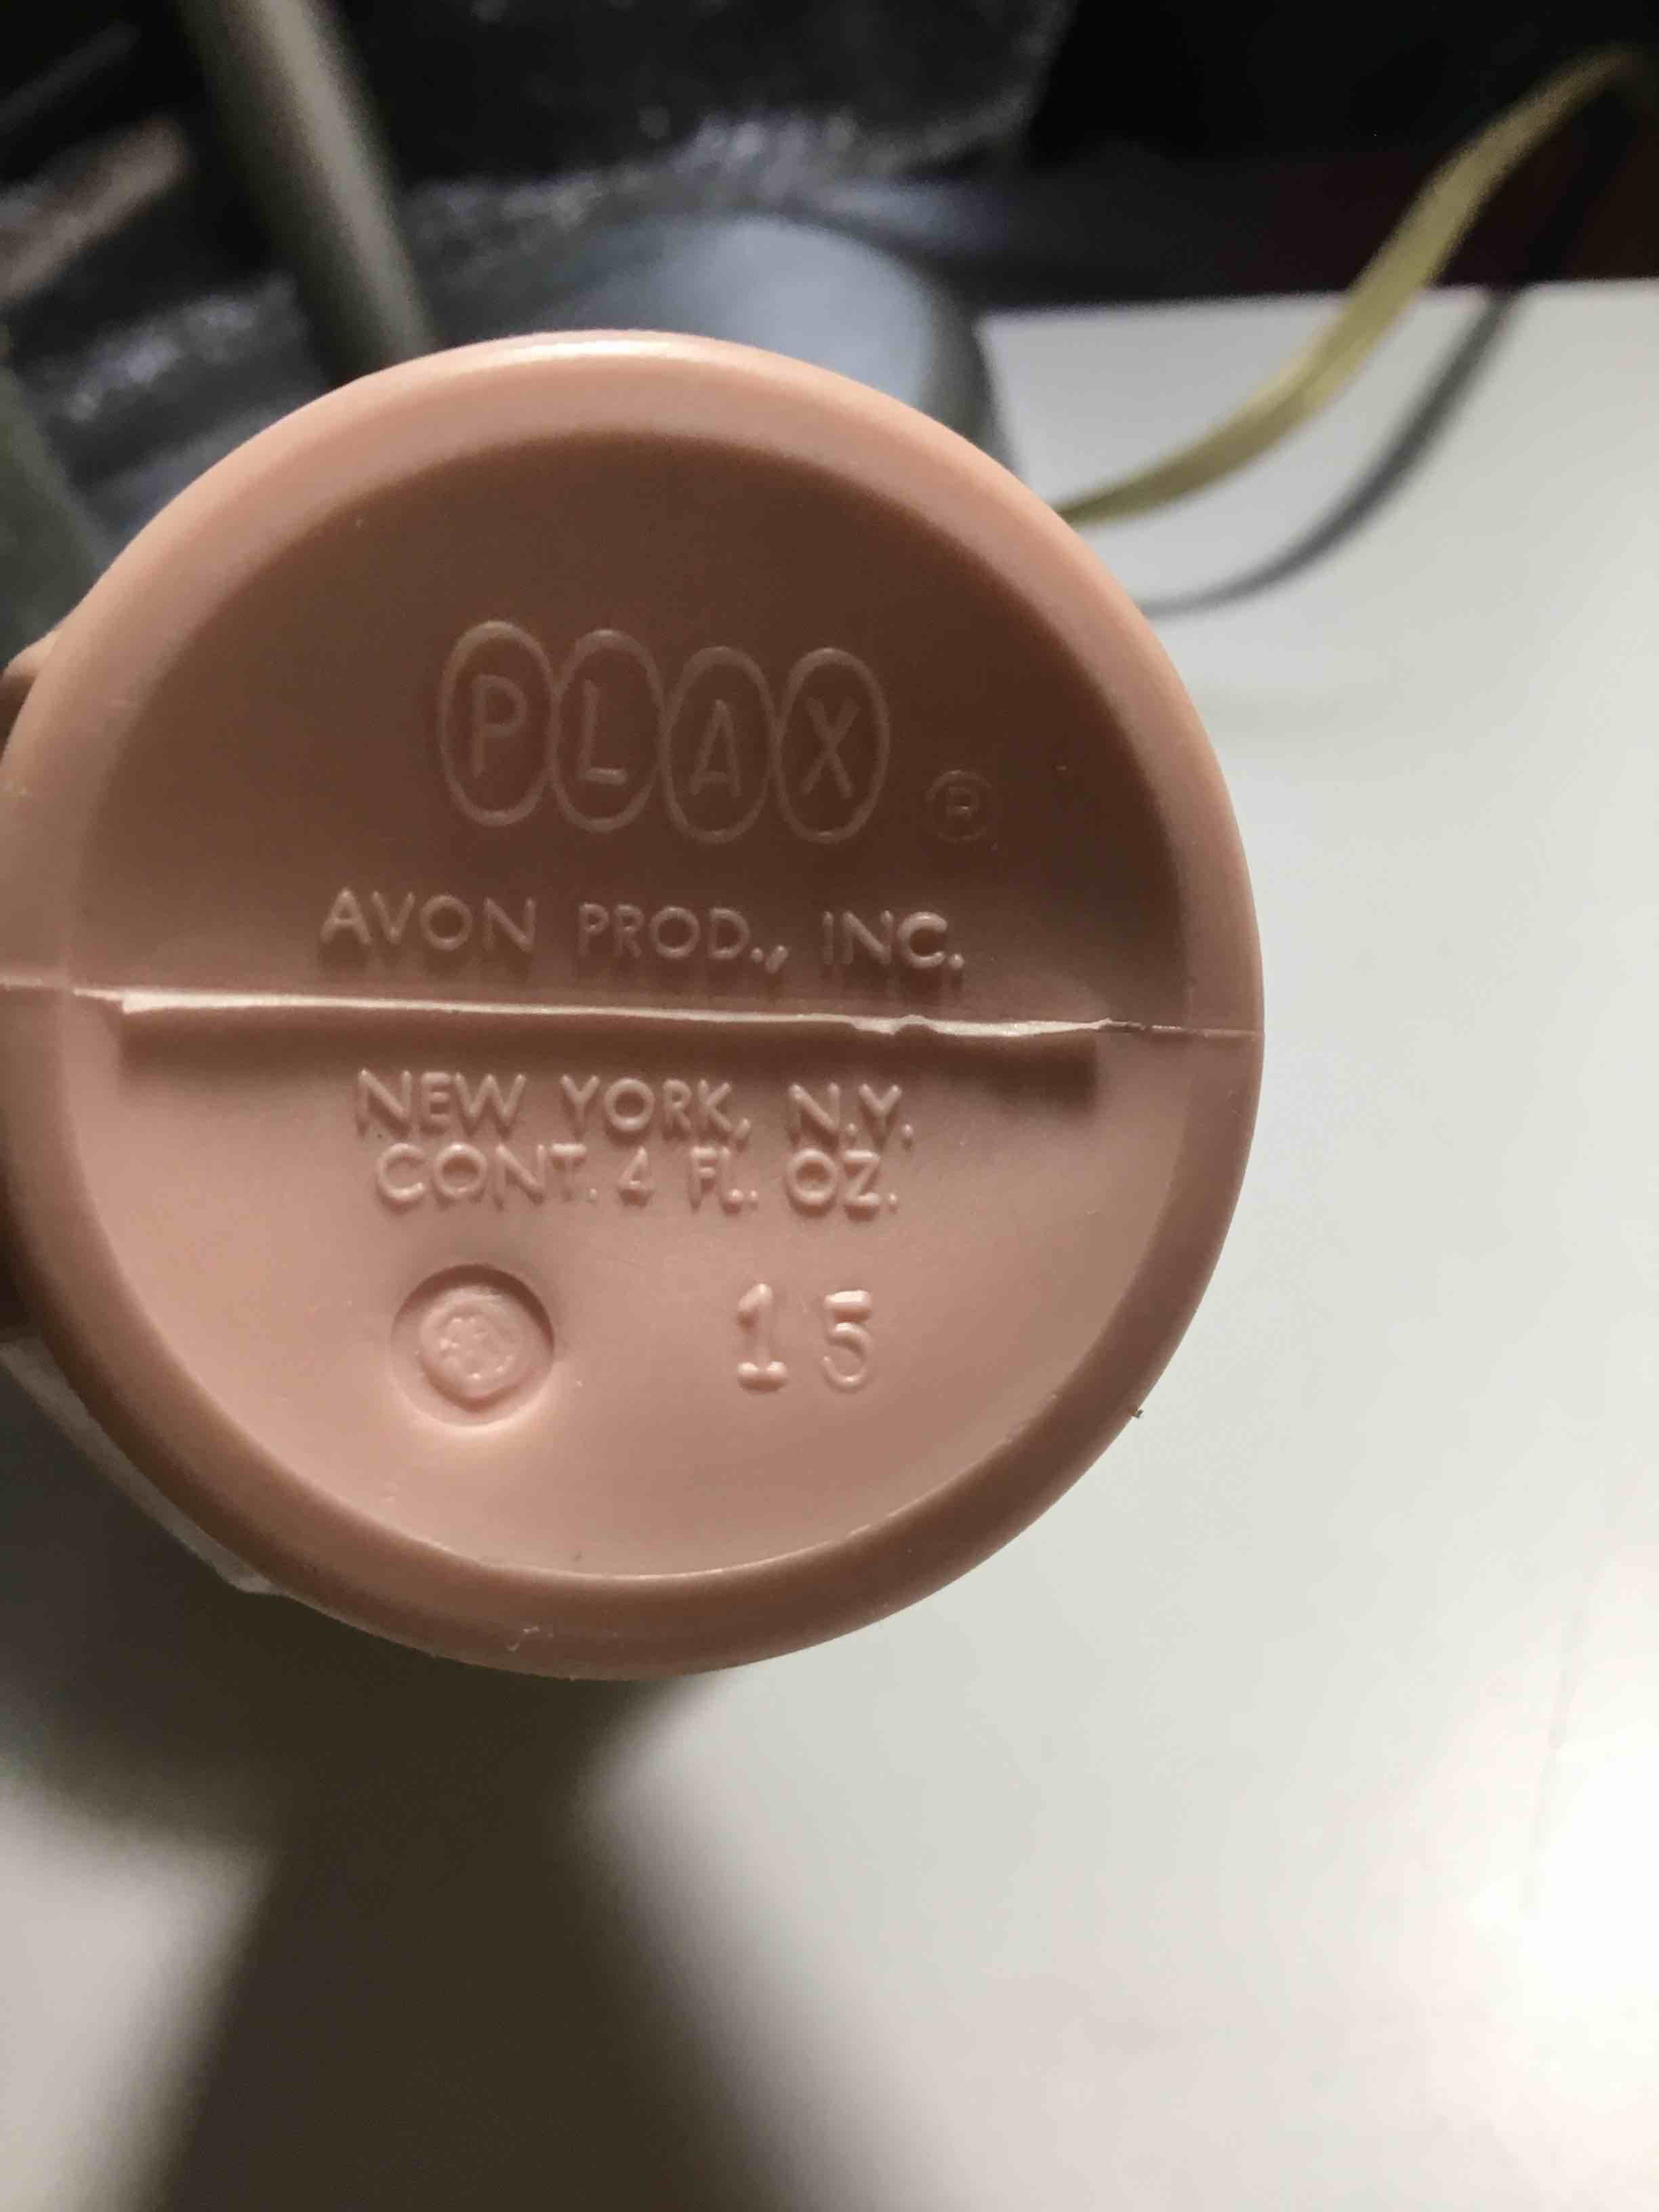 PLAX ®
AVON PROD., INC.
NEW YORK, N.Y.
CONT. 4 FL. OZ.
15